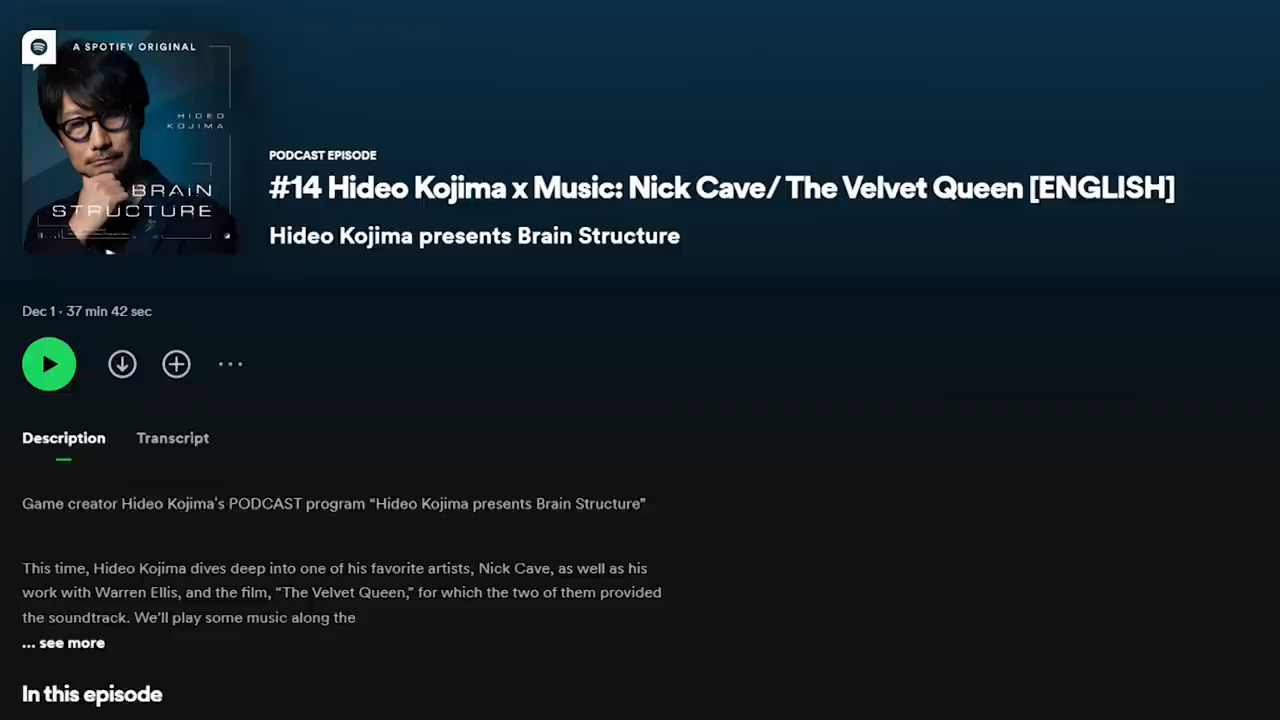 A SPOTIFY ORIGINAL
HIDEO
KOJIMA
BRAiN
STRUCTURE
PODCAST EPISODE
#14 Hideo Kojima x Music: Nick Cave/ The Velvet Queen [ENGLISH]
Hideo Kojima presents Brain Structure
Dec 1 · 37 min 42 sec
Description Transcript
Game creator Hideo Kojima's PODCAST program “Hideo Kojima presents Brain Structure”
This time, Hideo Kojima dives deep into one of his favorite artists, Nick Cave, as well as his
work with Warren Ellis, and the film, “The Velvet Queen,” for which the two of them provided
the soundtrack. We’ll play some music along the
... see more
In this episode